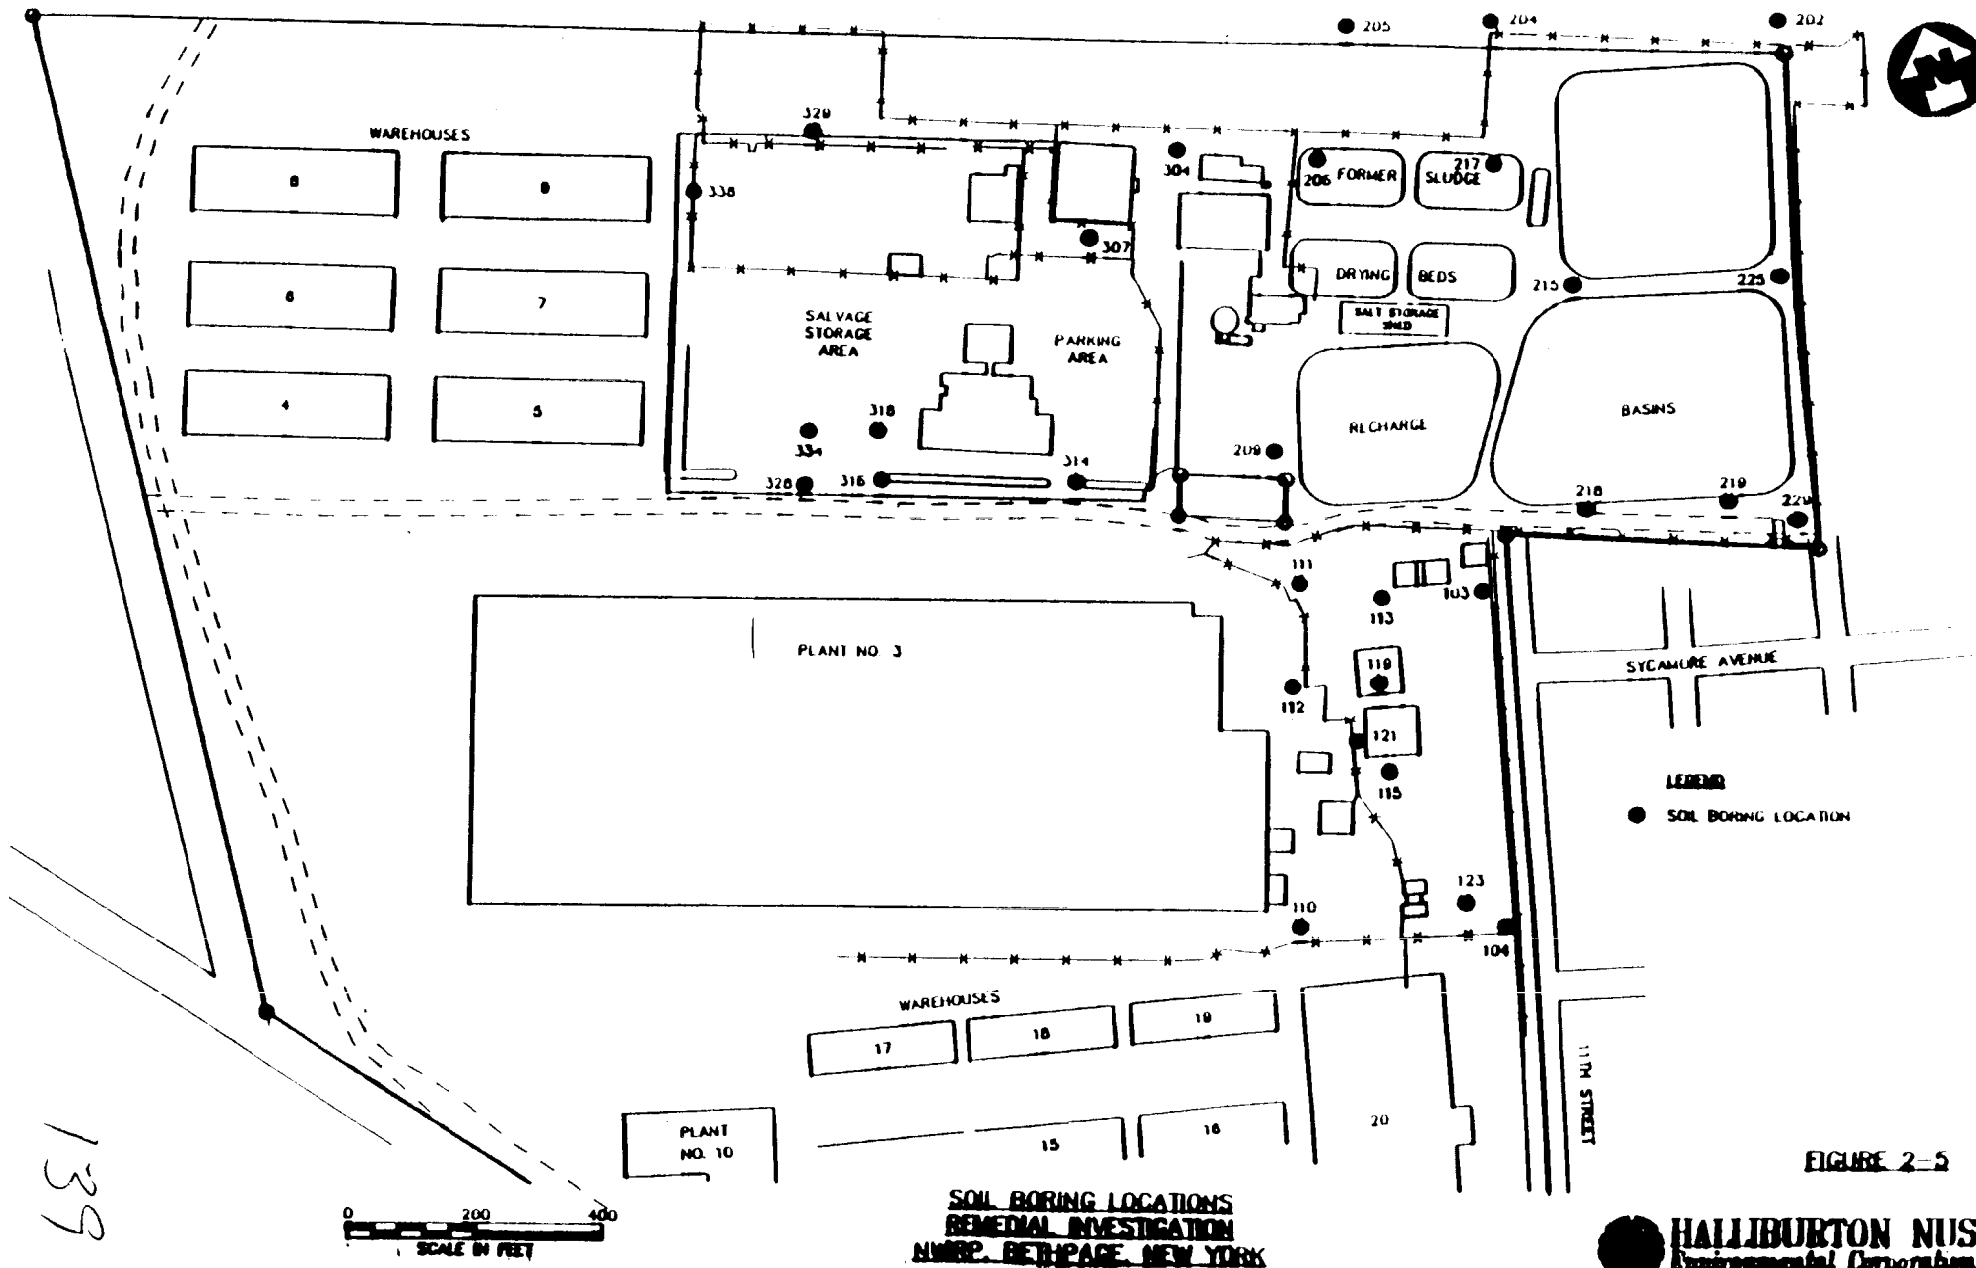 205
204
202
N
WAREHOUSES
329
8
9
338
304
206
FORMER
217
SLUDGE
307
6
7
DRYING
BEDS
215
225
SALVAGE
STORAGE
AREA
PARKING
AREA
SALT STORAGE
SHED
4
5
318
334
RECHARGE
BASINS
209
328
316
314
218
219
229
111
113
103
PLANT NO. 3
119
SYCAMORE AVENUE
112
121
115
LEGEND
SOIL BORING LOCATION
123
110
104
WAREHOUSES
17
18
19
11TH STREET
PLANT
NO. 10
15
16
20
FIGURE 2-5
139
0 200 400
SCALE IN FEET
SOIL BORING LOCATIONS
REMEDIAL INVESTIGATION
NWIRP, BETHPAGE, NEW YORK
HALLIBURTON NUS
Environmental Corporation